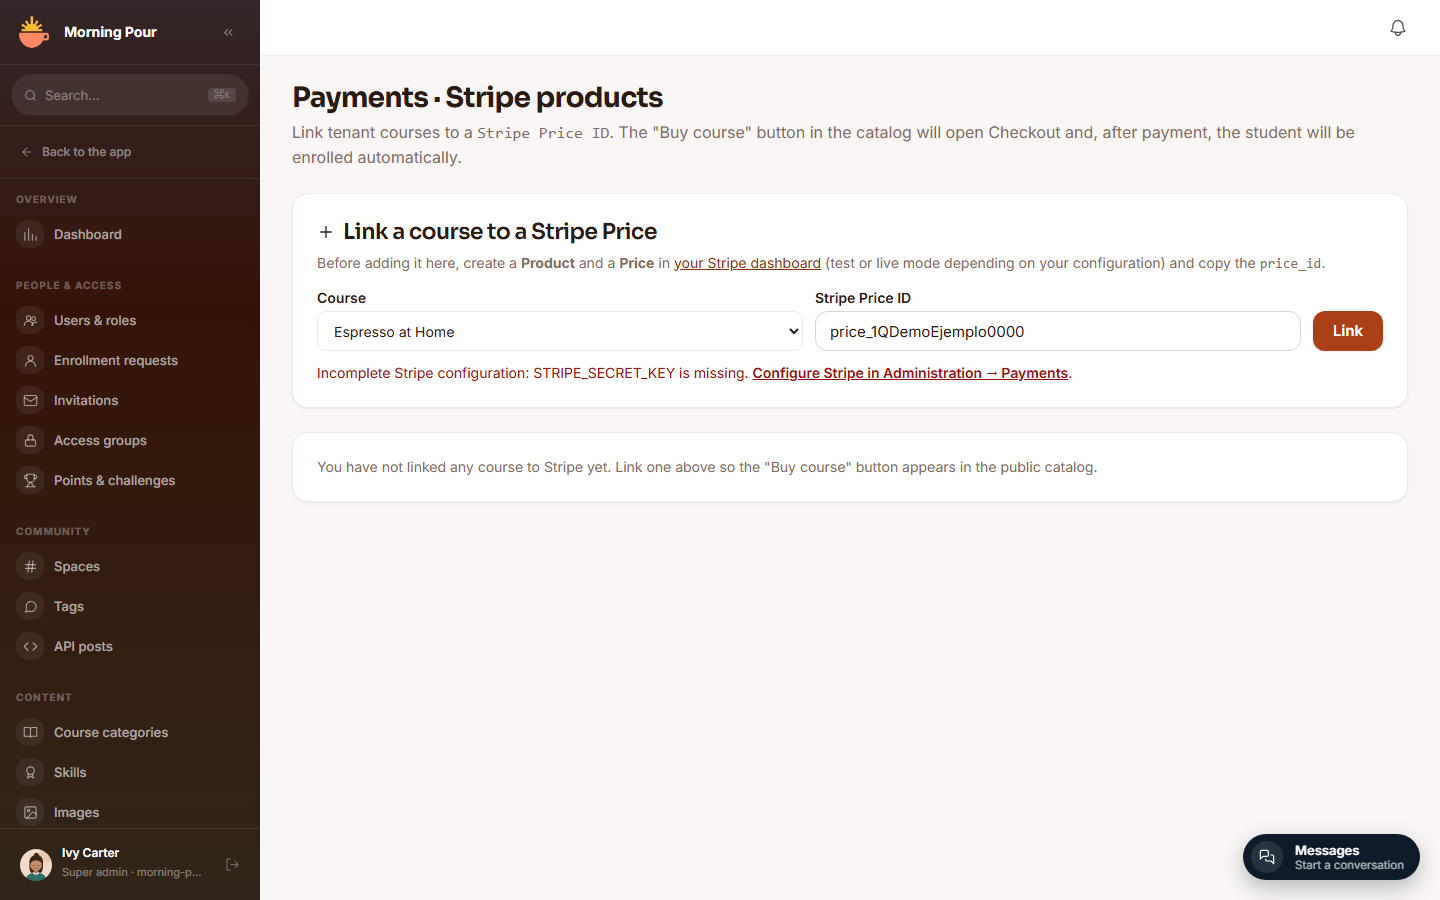 Morning Pour
Search...
⌘K
Back to the app
OVERVIEW
Dashboard
PEOPLE & ACCESS
Users & roles
Enrollment requests
Invitations
Access groups
Points & challenges
COMMUNITY
Spaces
Tags
API posts
CONTENT
Course categories
Skills
Images
Ivy Carter
Super admin · morning-p...
Payments · Stripe products
Link tenant courses to a Stripe Price ID. The "Buy course" button in the catalog will open Checkout and, after payment, the student will be
enrolled automatically.
Link a course to a Stripe Price
Before adding it here, create a Product and a Price in your Stripe dashboard (test or live mode depending on your configuration) and copy the price_id.
Course
Stripe Price ID
Espresso at Home
price_1QDemoEjemplo0000
Link
Incomplete Stripe configuration: STRIPE_SECRET_KEY is missing. Configure Stripe in Administration → Payments.
You have not linked any course to Stripe yet. Link one above so the "Buy course" button appears in the public catalog.
Messages
Start a conversation